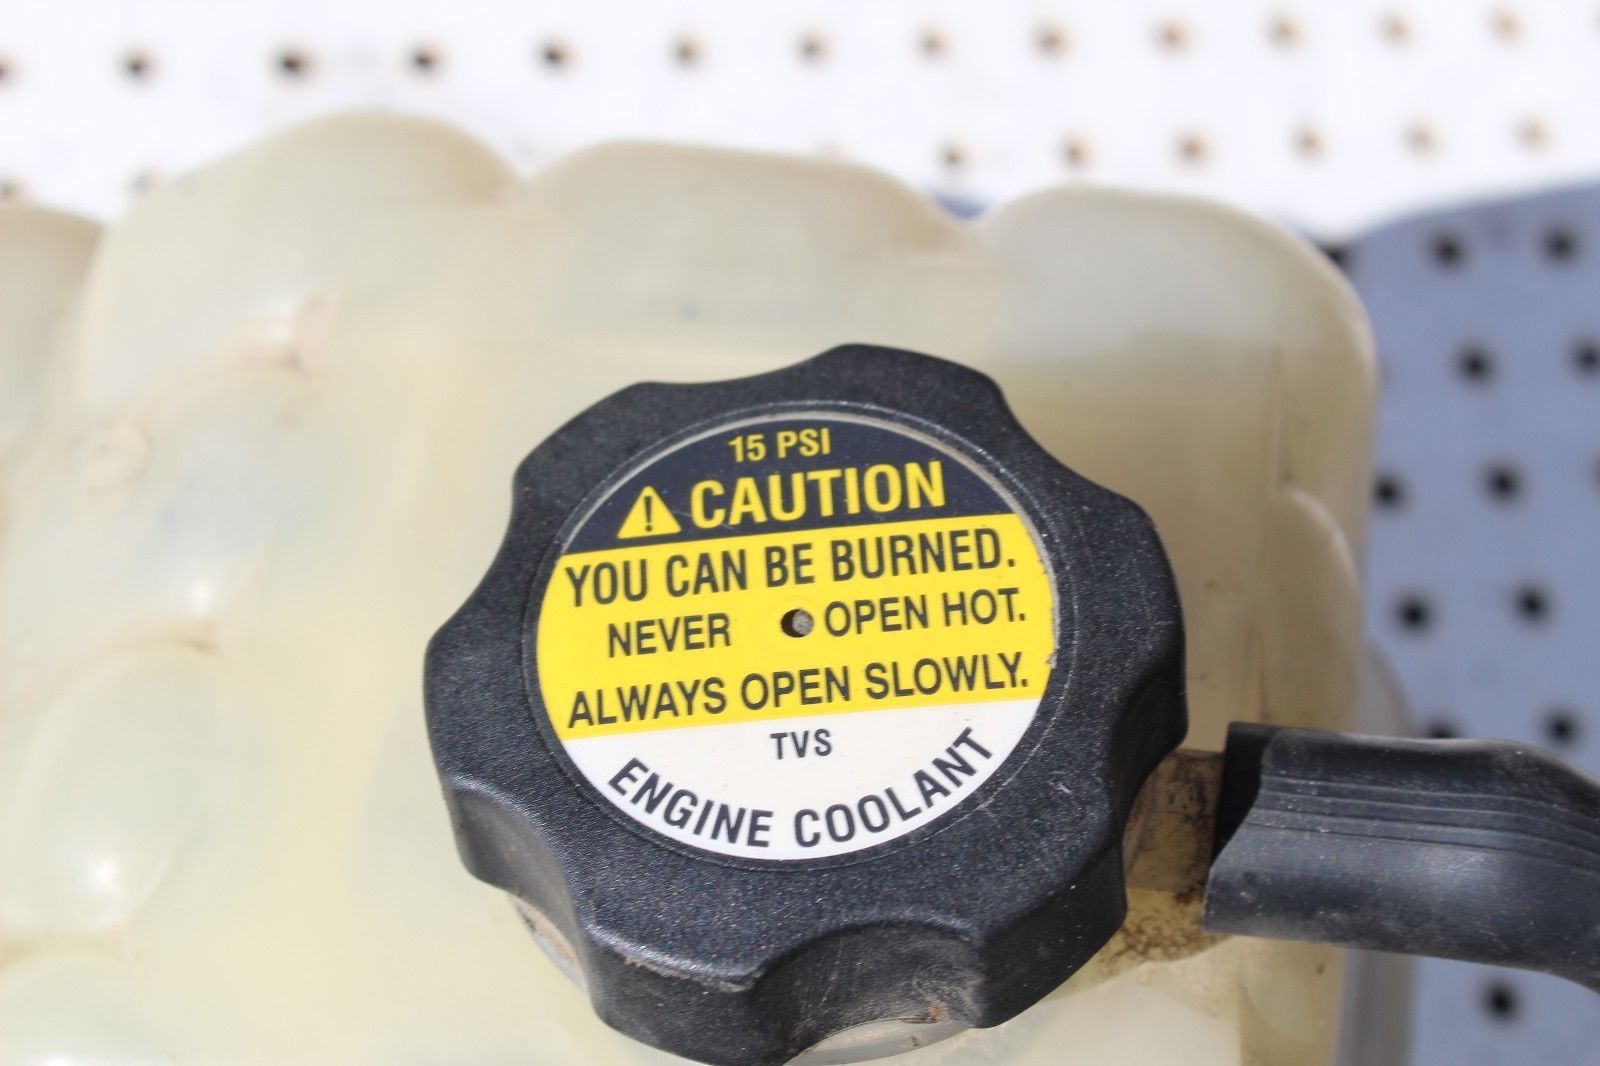 15 PSI
CAUTION
YOU CAN BE BURNED.
NEVER OPEN HOT.
ALWAYS OPEN SLOWLY.
TVS
ENGINE COOLANT